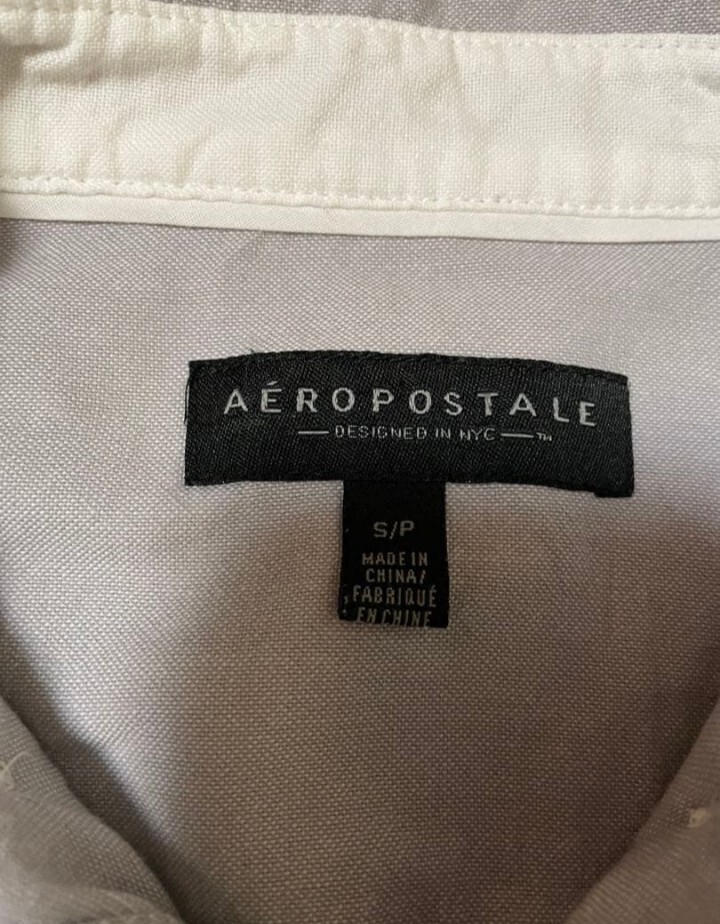 AÉROPOSTALE
— DESIGNED IN NYC —™
S/P
MADE IN
CHINA/
FABRIQUÉ
EN CHINE